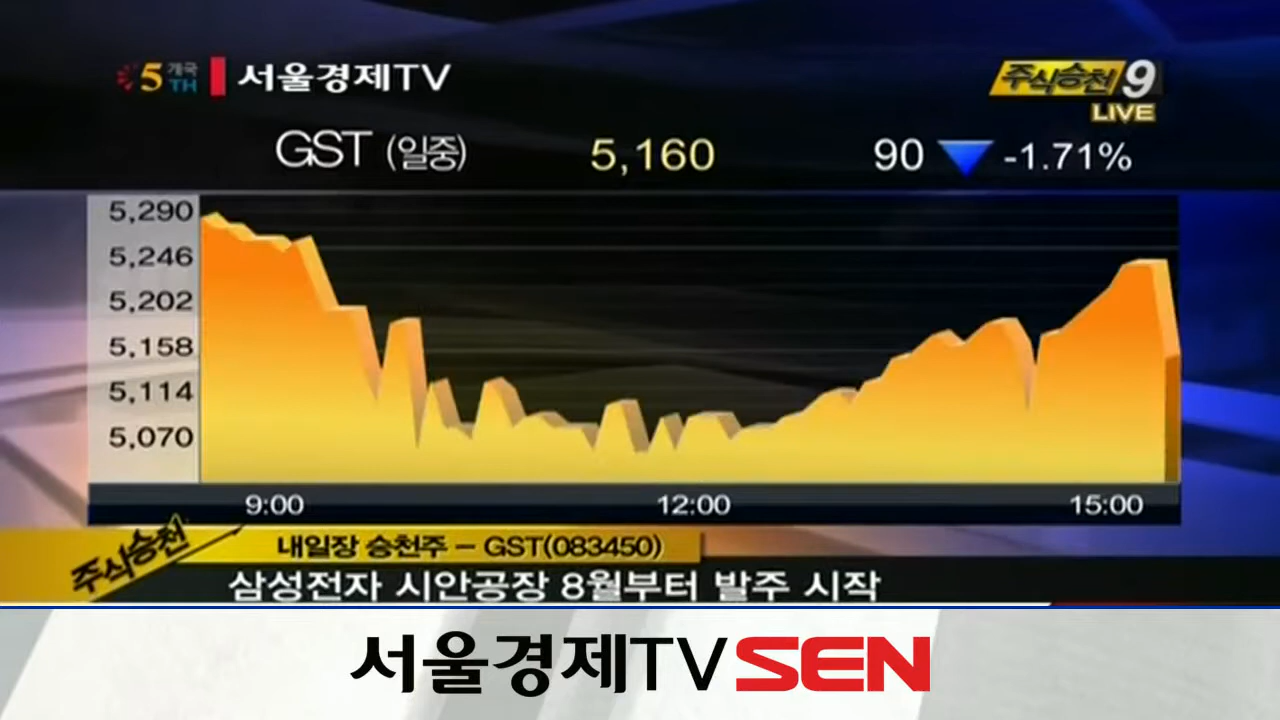 5 개국 TH 서울경제TV
주식승천 9
LIVE
GST (일중) 5,160 90 ▼ -1.71%
5,290
5,246
5,202
5,158
5,114
5,070
9:00 12:00 15:00
주식승천
내일장 승천주 - GST(083450)
삼성전자 시안공장 8월부터 발주 시작
서울경제TV SEN